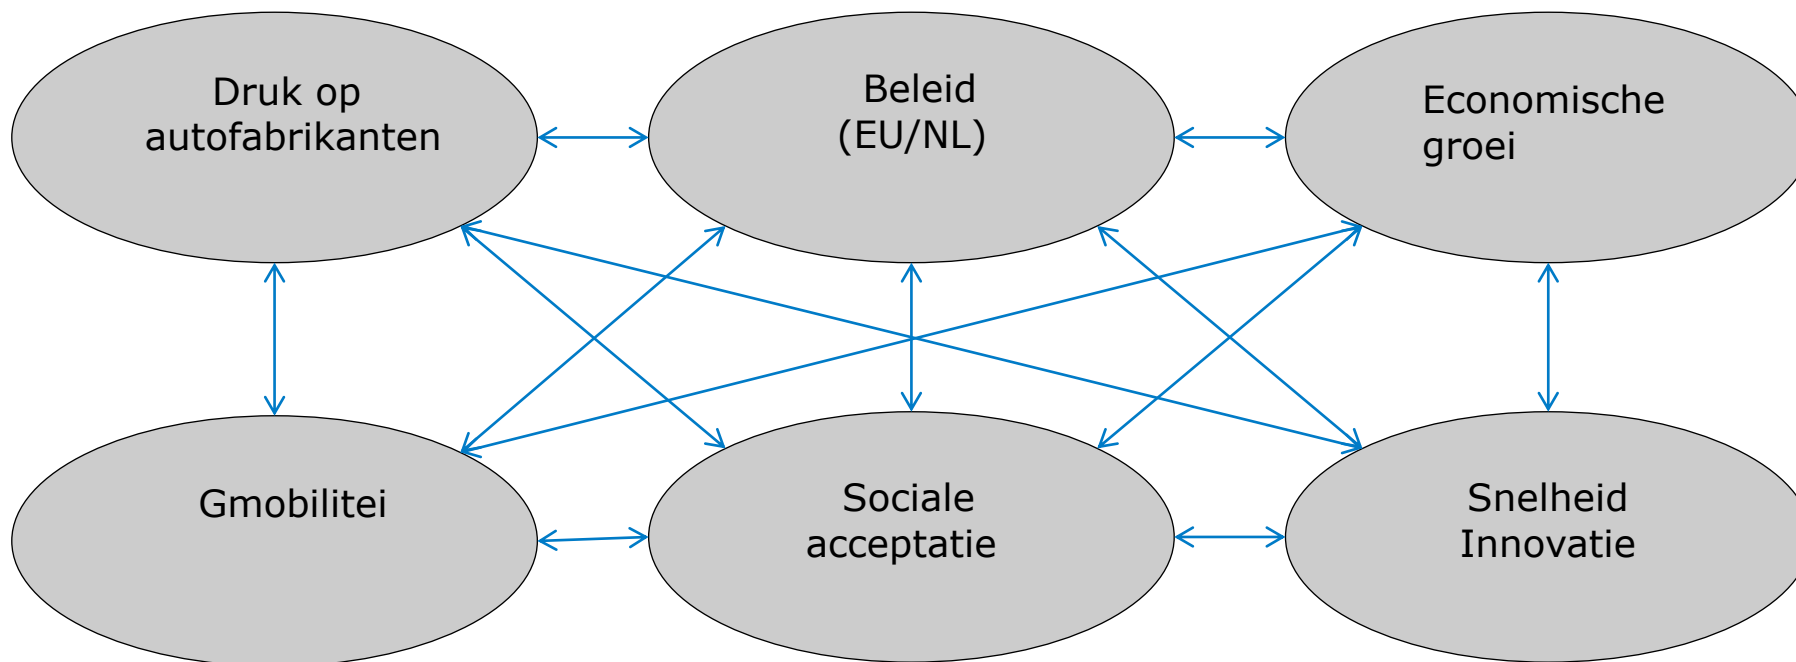 Druk op
autofabrikanten
Beleid
(EU/NL)
Economische
groei
Gmobilitei
Sociale
acceptatie
Snelheid
Innovatie